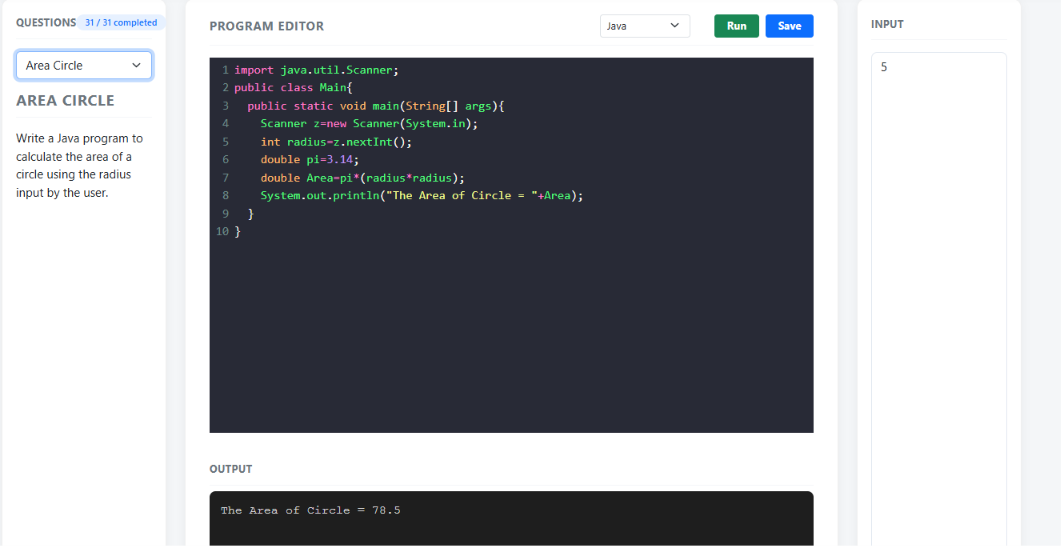 QUESTIONS 31 / 31 completed
Area Circle
AREA CIRCLE
Write a Java program to
calculate the area of a
circle using the radius
input by the user.
PROGRAM EDITOR
Java
Run
Save
1 import java.util.Scanner;
2 public class Main{
3   public static void main(String[] args){
4     Scanner z=new Scanner(System.in);
5     int radius=z.nextInt();
6     double pi=3.14;
7     double Area=pi*(radius*radius);
8     System.out.println("The Area of Circle = "+Area);
9   }
10 }
OUTPUT
The Area of Circle = 78.5
INPUT
5